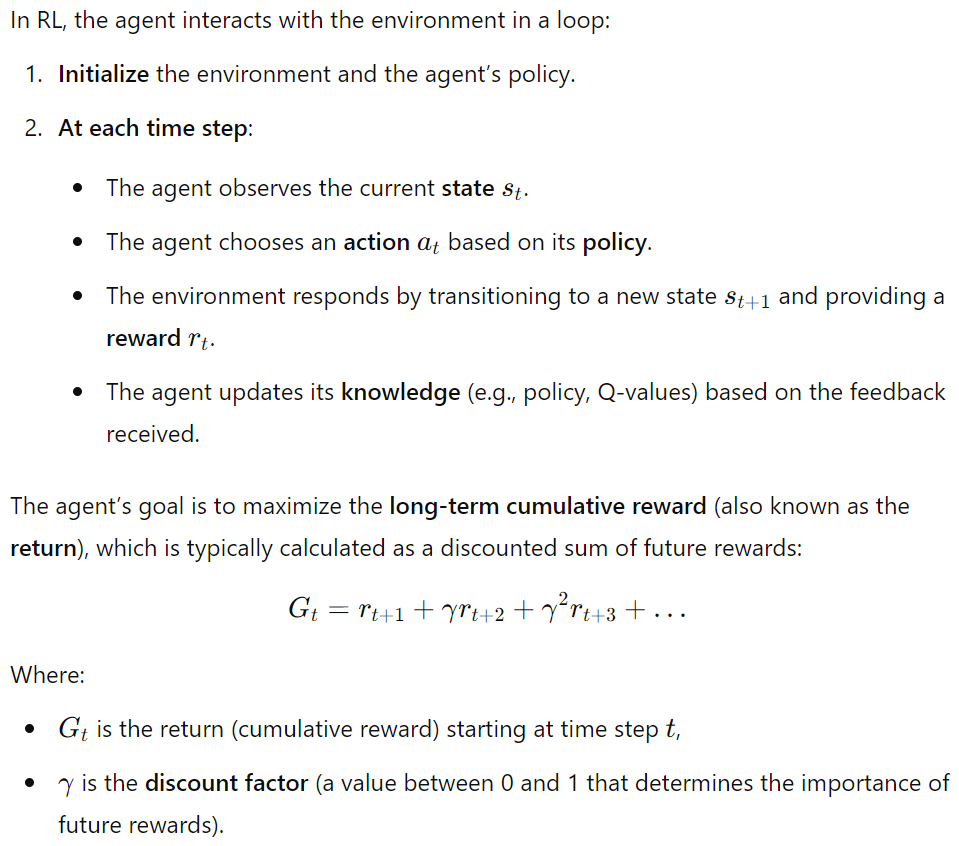 In RL, the agent interacts with the environment in a loop:
1. Initialize the environment and the agent's policy.
2. At each time step:
• The agent observes the current state $s_t$.
• The agent chooses an action $a_t$ based on its policy.
• The environment responds by transitioning to a new state $s_{t+1}$ and providing a
reward $r_t$.
• The agent updates its knowledge (e.g., policy, Q-values) based on the feedback
received.
The agent's goal is to maximize the long-term cumulative reward (also known as the
return), which is typically calculated as a discounted sum of future rewards:
$G_t = r_{t+1} + \gamma r_{t+2} + \gamma^2 r_{t+3} + \ldots$
Where:
• $G_t$ is the return (cumulative reward) starting at time step $t$,
• $\gamma$ is the discount factor (a value between 0 and 1 that determines the importance of
future rewards).